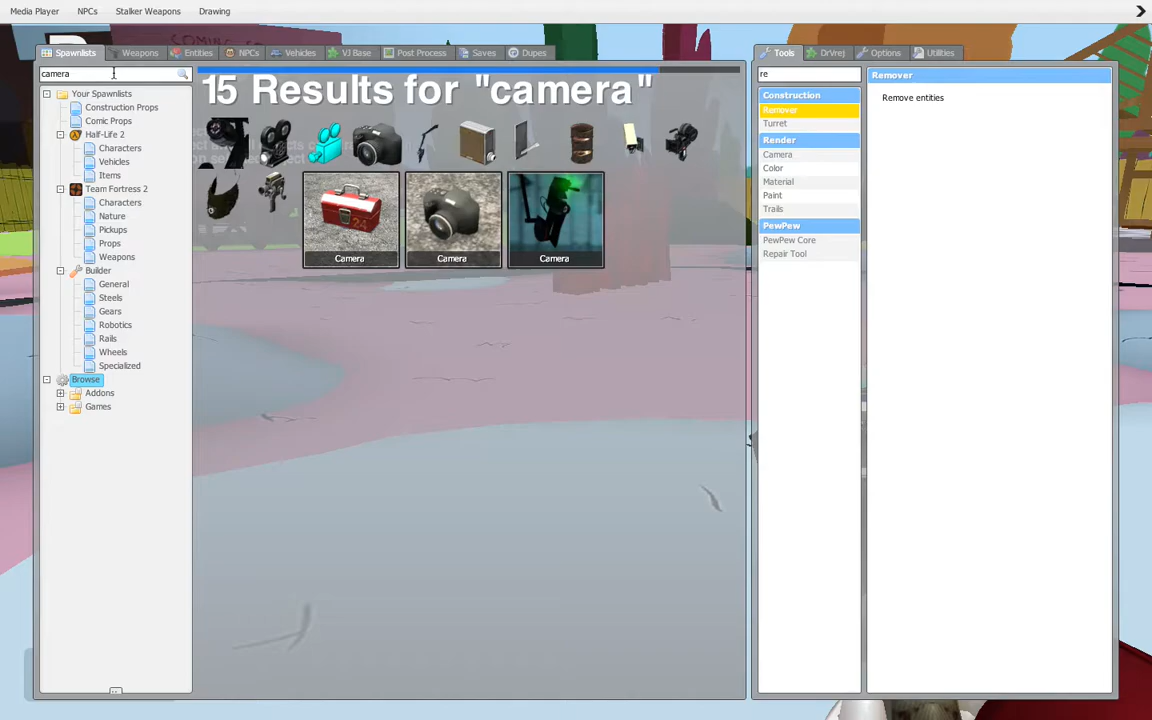 Media Player NPCs Stalker Weapons Drawing
Spawnlists Weapons Entities NPCs Vehicles VJ Base Post Process Saves Dupes
camera
15 Results for "camera"
Your Spawnlists
Construction Props
Comic Props
Half-Life 2
Characters
Vehicles
Items
Team Fortress 2
Characters
Nature
Pickups
Props
Weapons
Builder
General
Steels
Gears
Robotics
Rails
Wheels
Specialized
Browse
Addons
Games
Camera Camera Camera
Tools DrVrej Options Utilities
re
Construction
Remover
Turret
Render
Camera
Color
Material
Paint
Trails
PewPew
PewPew Core
Repair Tool
Remover
Remove entities